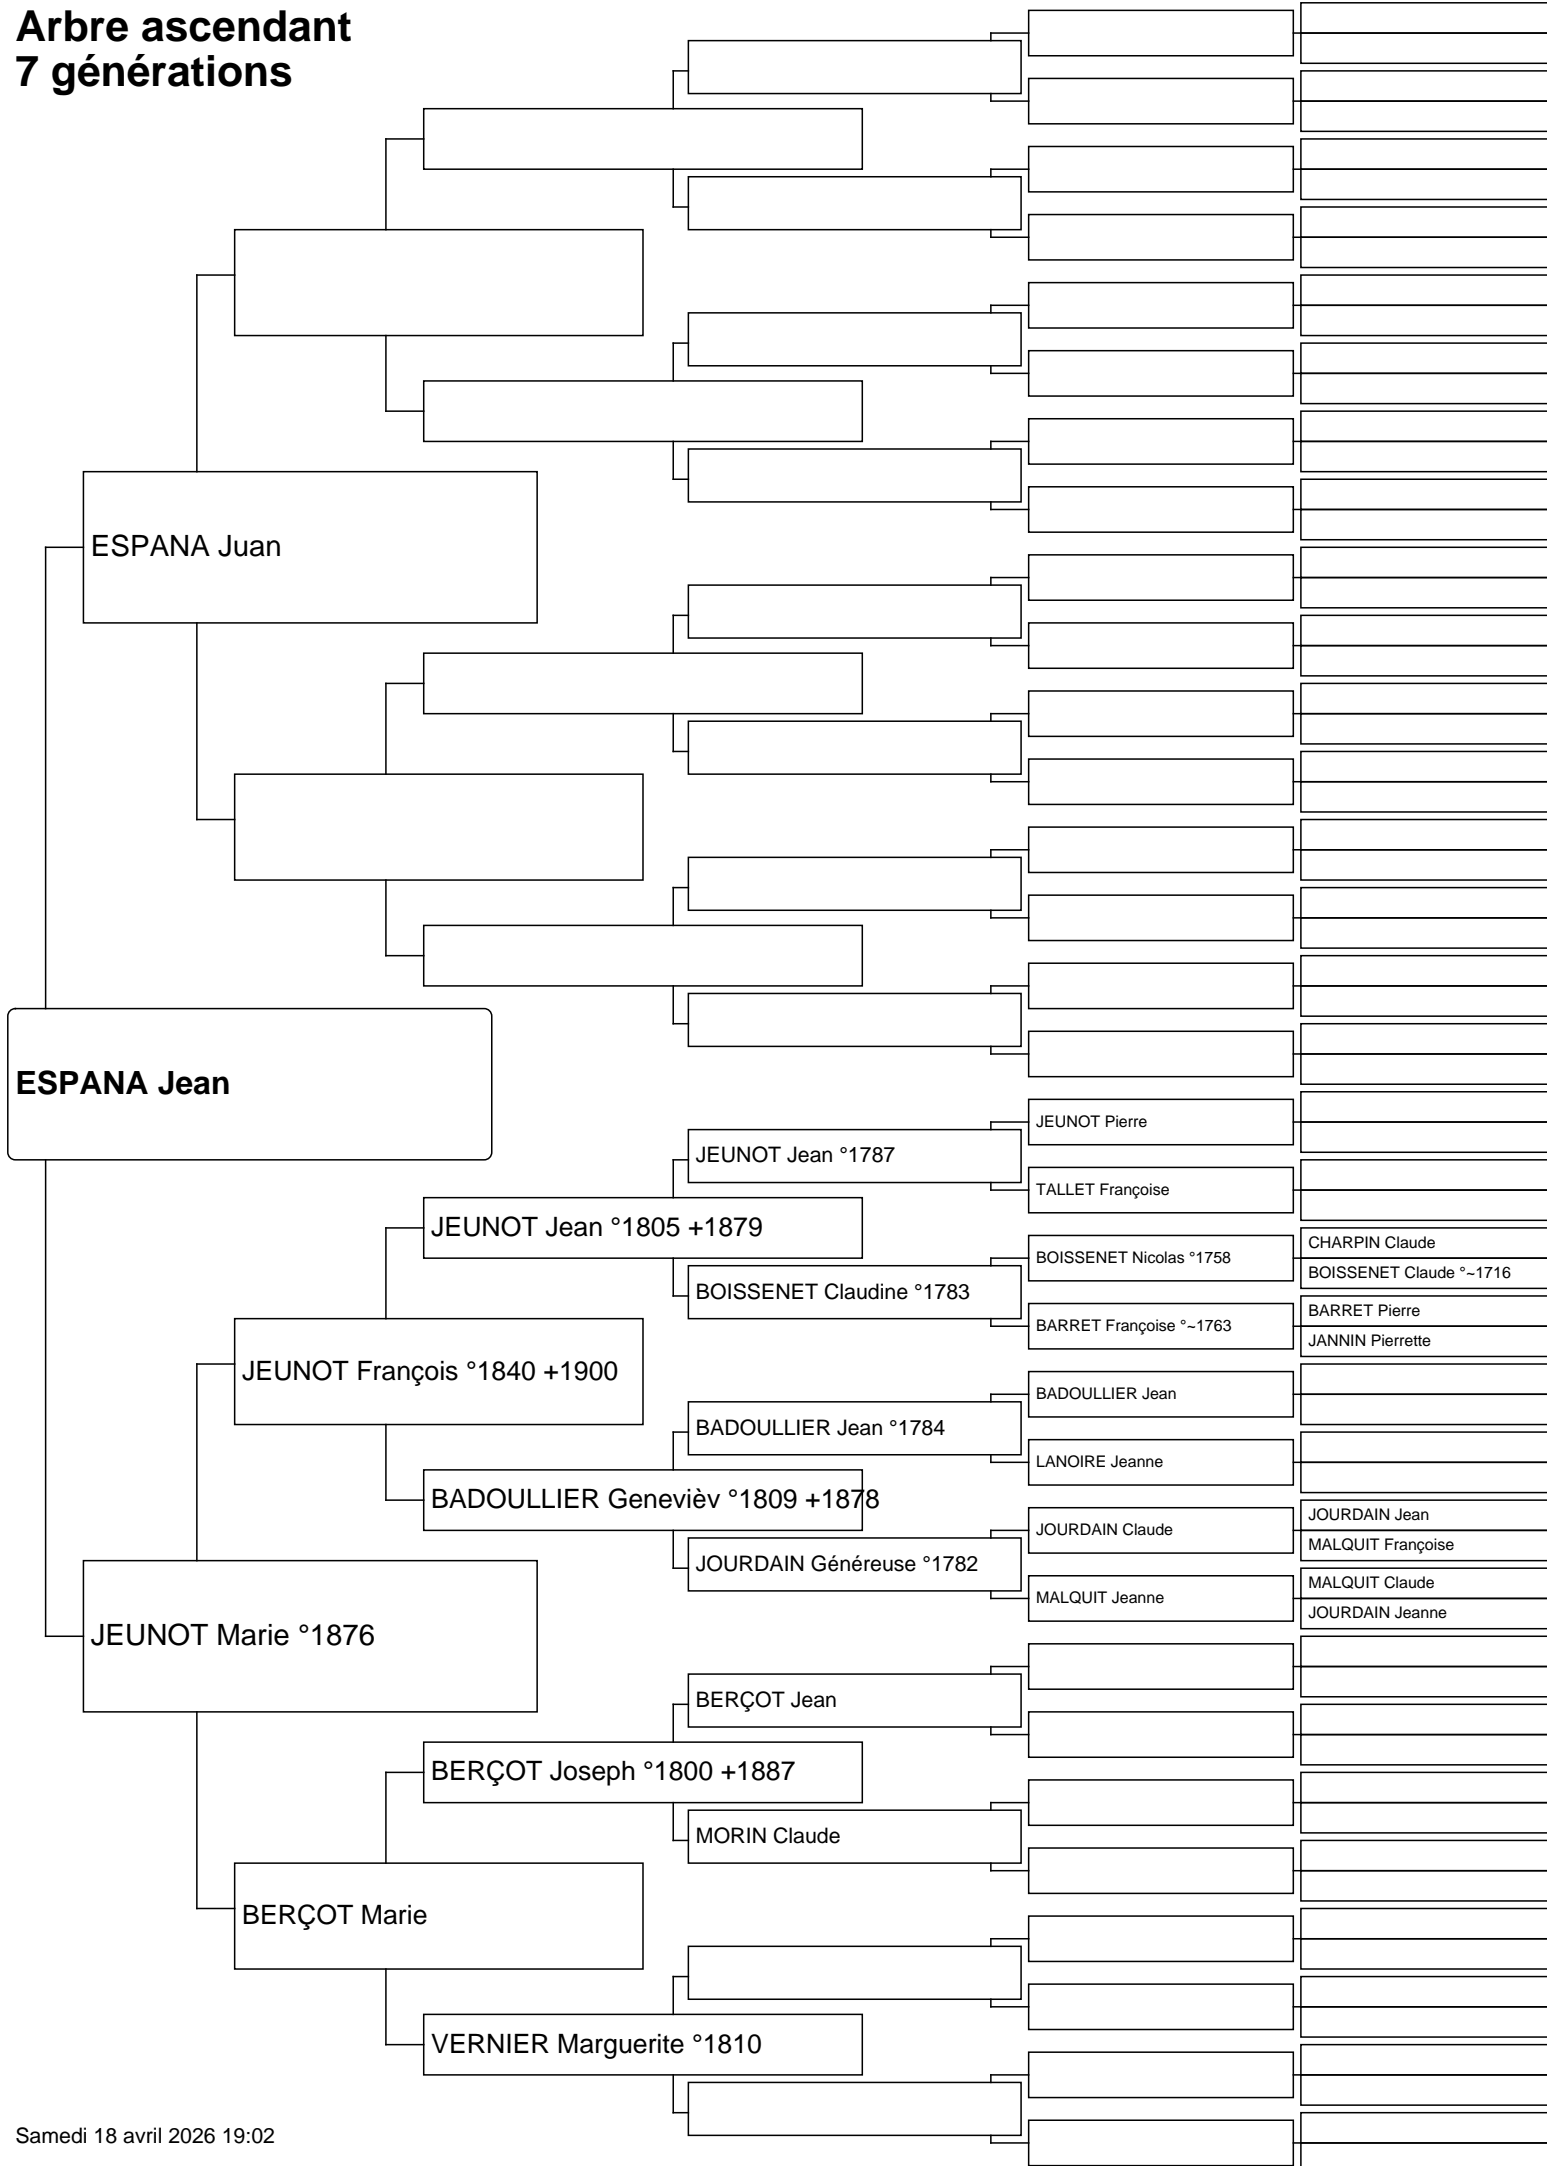 Arbre ascendant
7 générations
ESPANA Juan
ESPANA Jean
JEUNOT Pierre
JEUNOT Jean °1787
TALLET Françoise
JEUNOT Jean °1805 +1879
CHARPIN Claude
BOISSENET Nicolas °1758
BOISSENET Claude °~1716
BOISSENET Claudine °1783
BARRET Pierre
BARRET Françoise °~1763
JANNIN Pierrette
JEUNOT François °1840 +1900
BADOULLIER Jean
BADOULLIER Jean °1784
LANOIRE Jeanne
BADOULLIER Genevièv °1809 +1878
JOURDAIN Jean
JOURDAIN Claude
MALQUIT Françoise
JOURDAIN Généreuse °1782
MALQUIT Claude
MALQUIT Jeanne
JOURDAIN Jeanne
JEUNOT Marie °1876
BERÇOT Jean
BERÇOT Joseph °1800 +1887
MORIN Claude
BERÇOT Marie
VERNIER Marguerite °1810
Samedi 18 avril 2026 19:02